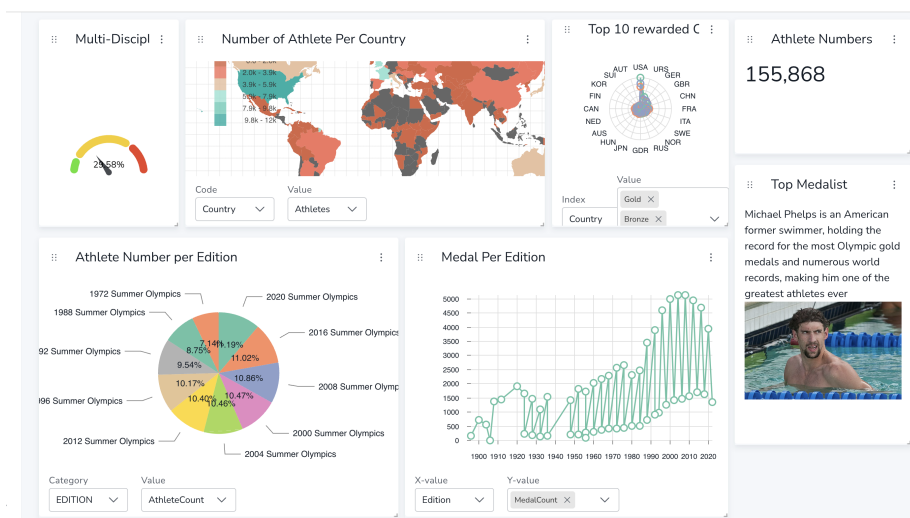 Multi-Discipl
29.58%
Number of Athlete Per Country
2.0k - 3.9k
3.9k - 5.9k
5.9k - 7.9k
7.9k - 9.8k
9.8k - 12k
Code
Country
Value
Athletes
Top 10 rewarded C
AUT
USA
URS
SUI
GER
KOR
GBR
FIN
CHN
CAN
FRA
NED
ITA
AUS
SWE
HUN
NOR
JPN
GDR
RUS
Value
Gold
Bronze
Index
Country
Athlete Numbers
155,868
Top Medalist
Michael Phelps is an American
former swimmer, holding the
record for the most Olympic gold
medals and numerous world
records, making him one of the
greatest athletes ever
Athlete Number per Edition
1972 Summer Olympics
2020 Summer Olympics
1988 Summer Olympics
2016 Summer Olympics
92 Summer Olympics
2008 Summer Olymp
96 Summer Olympics
2000 Summer Olympics
2012 Summer Olympics
2004 Summer Olympics
7.14%
11.19%
8.75%
11.02%
9.54%
10.86%
10.17%
10.47%
10.40%
10.46%
Category
EDITION
Value
AthleteCount
Medal Per Edition
5000
4500
4000
3500
3000
2500
2000
1500
1000
500
0
1900 1910 1920 1930 1940 1950 1960 1970 1980 1990 2000 2010 2020
X-value
Edition
Y-value
MedalCount